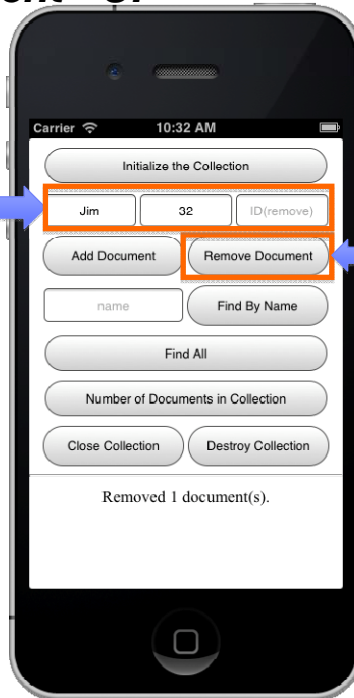 Carrier 10:32 AM
Initialize the Collection
Jim 32 ID(remove)
Add Document Remove Document
name Find By Name
Find All
Number of Documents in Collection
Close Collection Destroy Collection
Removed 1 document(s).